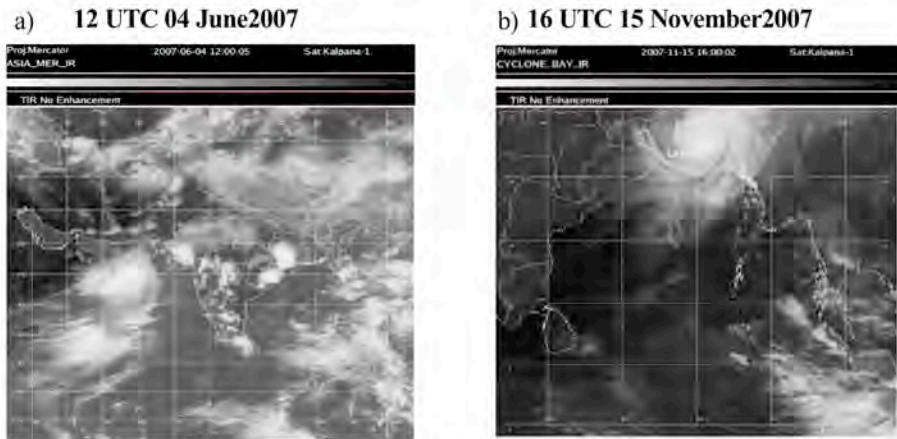 a) 12 UTC 04 June2007
Proj:Mercator 2007-06-04 12:00:05 Sat:Kalpana-1
ASIA_MER_IR
TIR No Enhancement
b) 16 UTC 15 November2007
Proj:Mercator 2007-11-15 16:00:02 Sat:Kalpana-1
CYCLONE_BAY_IR
TIR No Enhancement